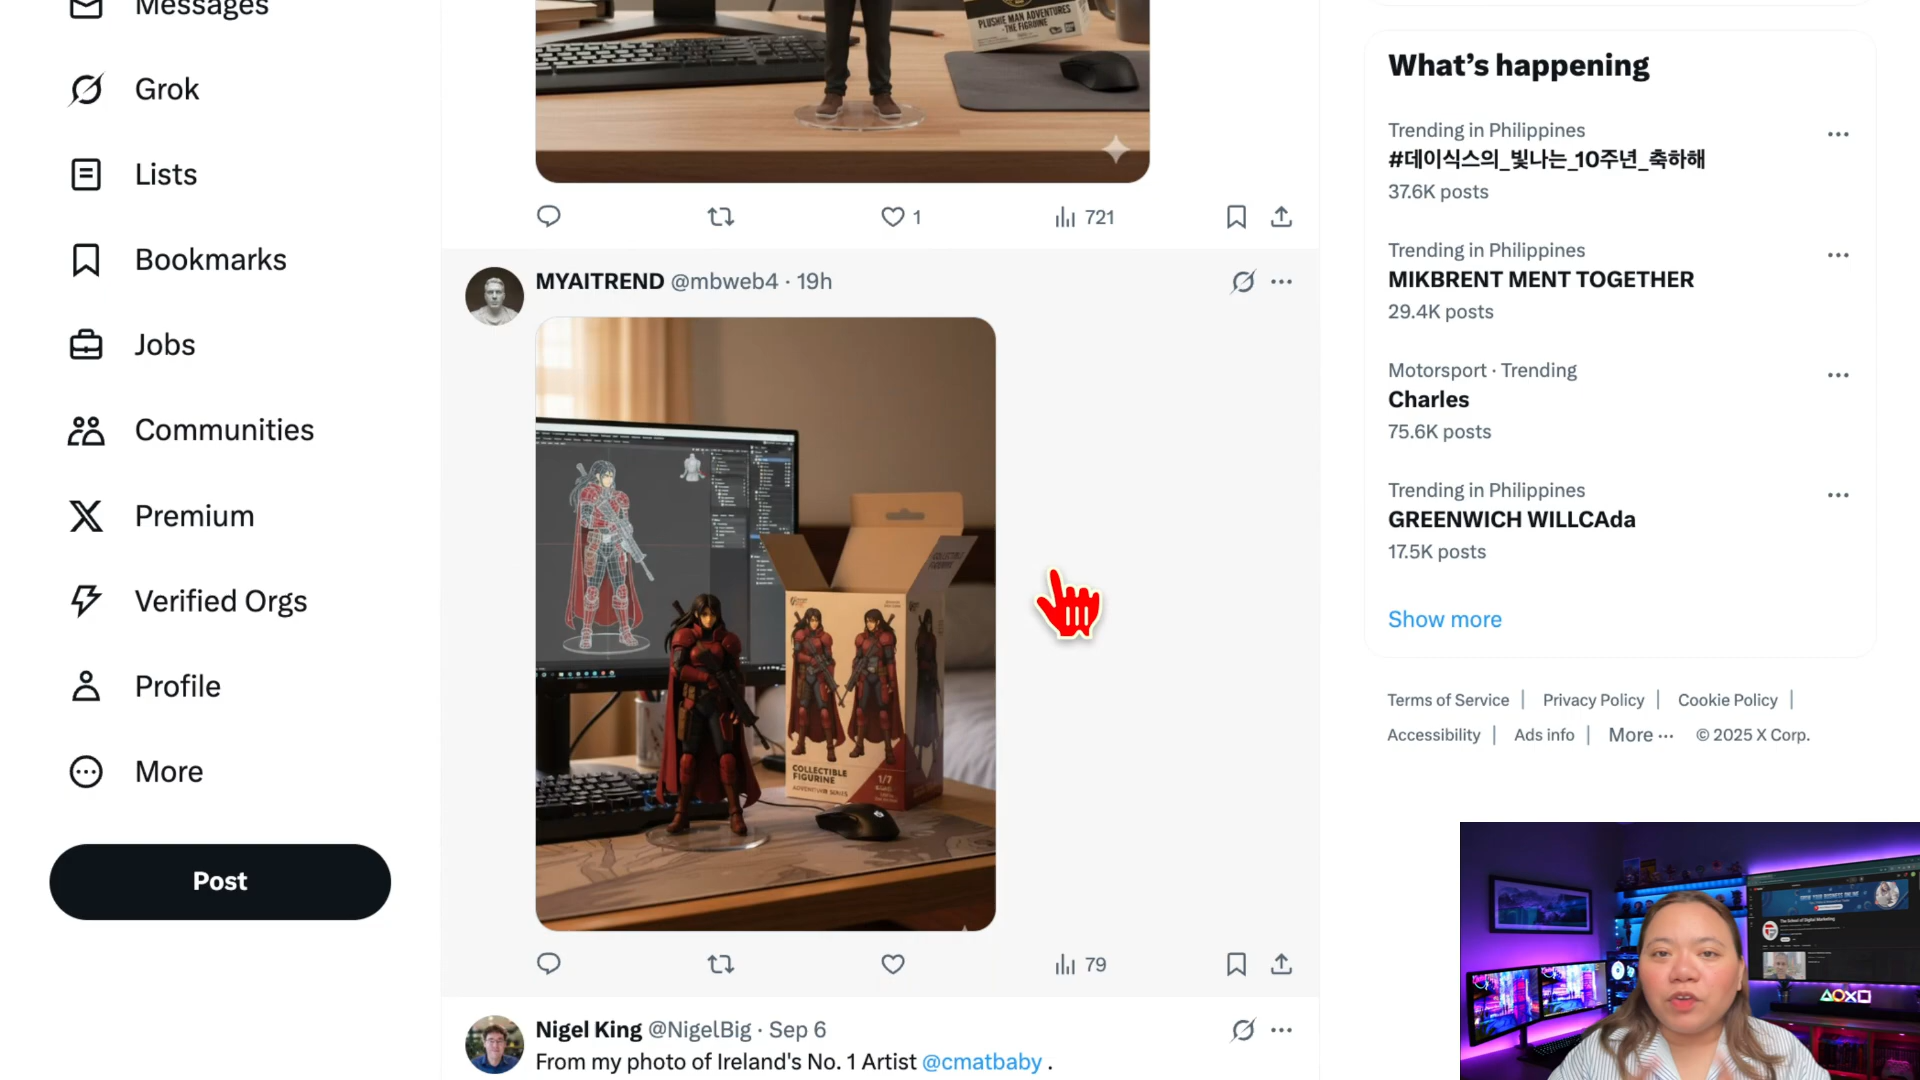 Messages
Grok
Lists
Bookmarks
Jobs
Communities
Premium
Verified Orgs
Profile
More
Post
PLUSHIE MAN ADVENTURES
1
721
MYAITREND @mbweb4 · 19h
COLLECTIBLE
FIGURINE
1/7
79
Nigel King @NigelBig · Sep 6
From my photo of Ireland's No. 1 Artist @cmatbaby .
What's happening
Trending in Philippines
#데이식스의_빛나는_10주년_축하해
37.6K posts
Trending in Philippines
MIKBRENT MENT TOGETHER
29.4K posts
Motorsport · Trending
Charles
75.6K posts
Trending in Philippines
GREENWICH WILLCAda
17.5K posts
Show more
Terms of Service | Privacy Policy | Cookie Policy |
Accessibility | Ads info | More ··· © 2025 X Corp.